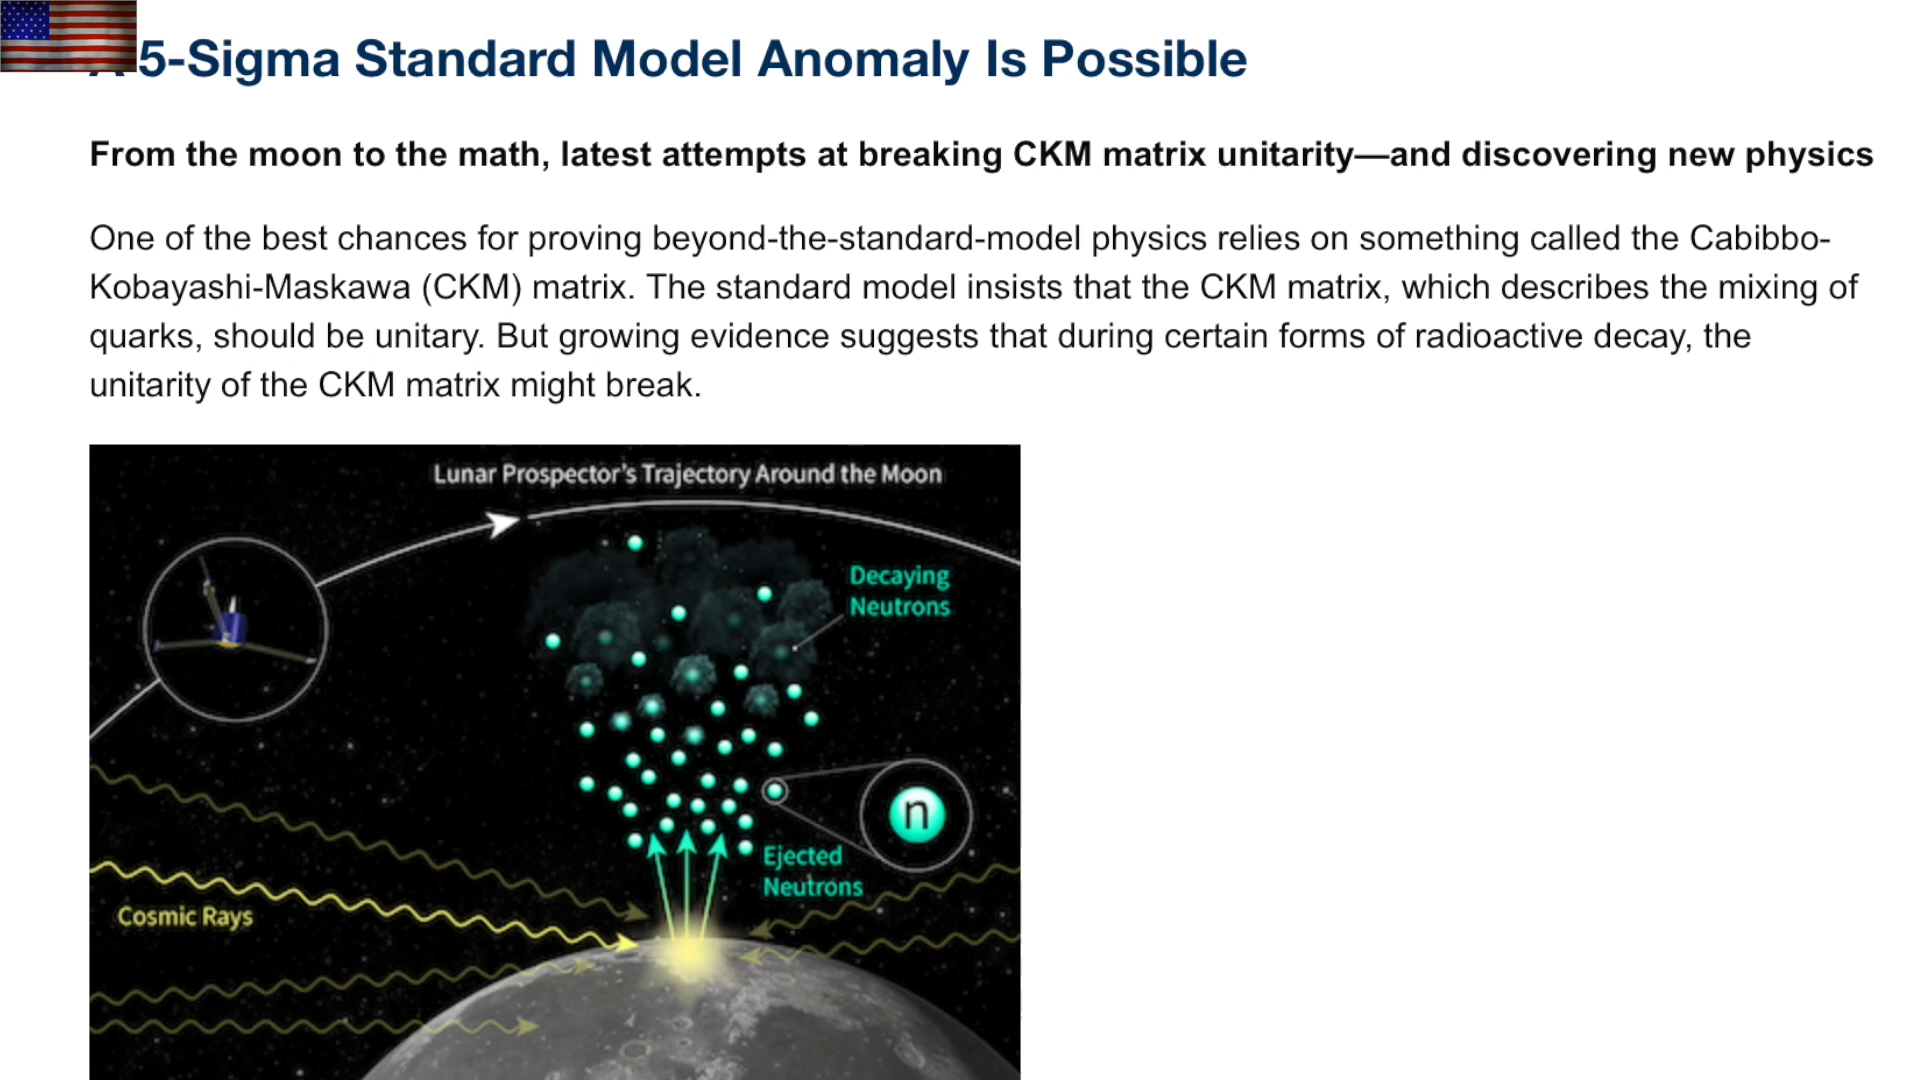 5-Sigma Standard Model Anomaly Is Possible
From the moon to the math, latest attempts at breaking CKM matrix unitarity—and discovering new physics
One of the best chances for proving beyond-the-standard-model physics relies on something called the Cabibbo-
Kobayashi-Maskawa (CKM) matrix. The standard model insists that the CKM matrix, which describes the mixing of
quarks, should be unitary. But growing evidence suggests that during certain forms of radioactive decay, the
unitarity of the CKM matrix might break.
Lunar Prospector's Trajectory Around the Moon
Decaying
Neutrons
n
Ejected
Neutrons
Cosmic Rays